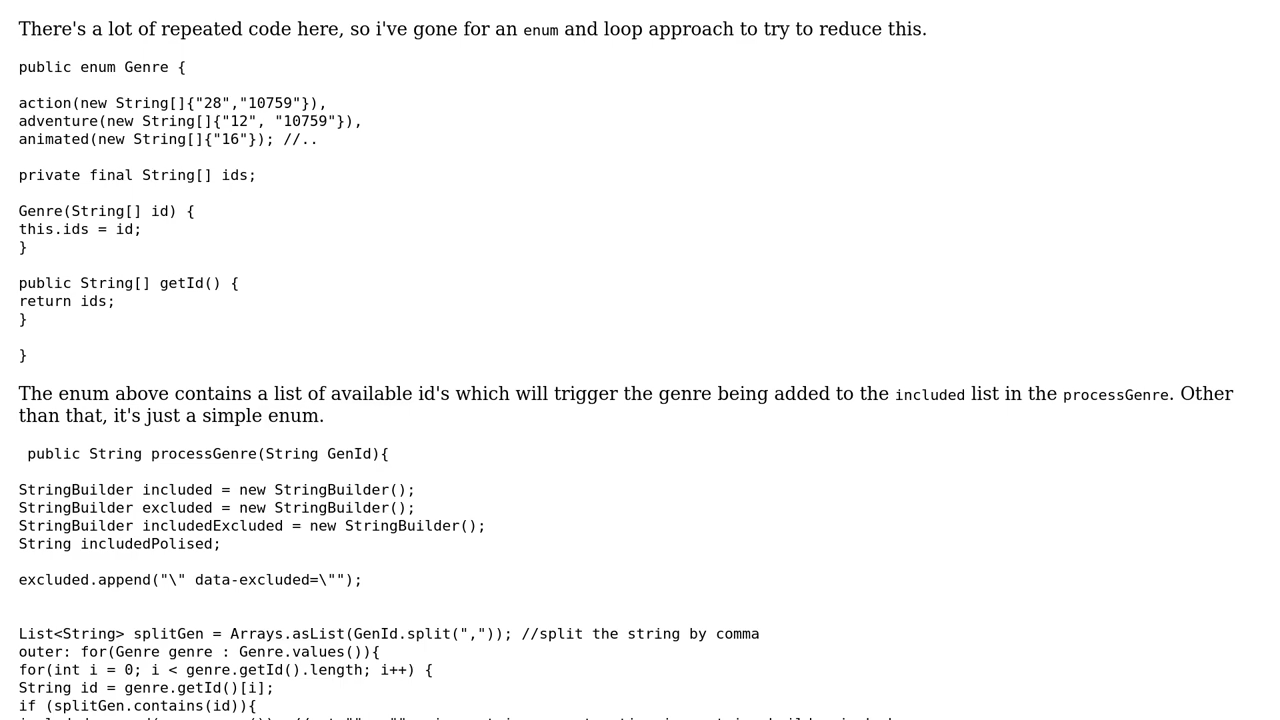 There's a lot of repeated code here, so i've gone for an enum and loop approach to try to reduce this.
public enum Genre {
action(new String[]{"28","10759"}),
adventure(new String[]{"12", "10759"}),
animated(new String[]{"16"}); //..
private final String[] ids;
Genre(String[] id) {
this.ids = id;
}
public String[] getId() {
return ids;
}
}
The enum above contains a list of available id's which will trigger the genre being added to the included list in the processGenre. Other
than that, it's just a simple enum.
public String processGenre(String GenId){
StringBuilder included = new StringBuilder();
StringBuilder excluded = new StringBuilder();
StringBuilder includedExcluded = new StringBuilder();
String includedPolised;
excluded.append("\" data-excluded=\"");
List<String> splitGen = Arrays.asList(GenId.split(",")); //split the string by comma
outer: for(Genre genre : Genre.values()){
for(int i = 0; i < genre.getId().length; i++) {
String id = genre.getId()[i];
if (splitGen.contains(id)){